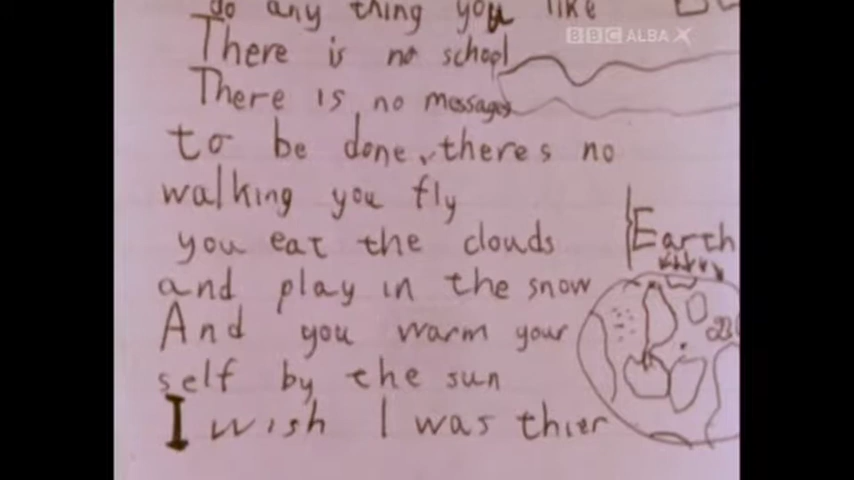 do any thing you like
BBC ALBA
There is no school
There is no messages
to be done, theres no
walking you fly
you eat the clouds
Earth
and play in the snow
And you warm your
self by the sun
I wish I was thier